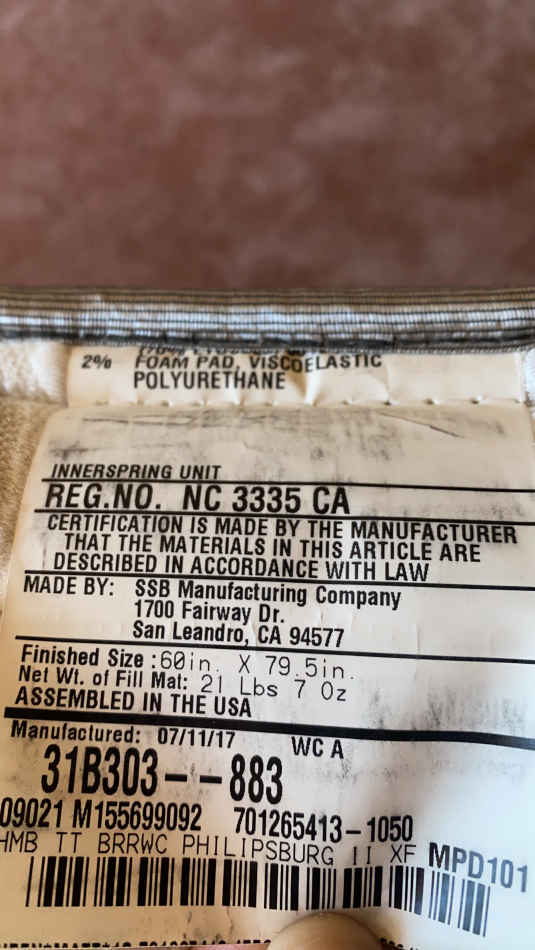 2% FOAM PAD, VISCOELASTIC
POLYURETHANE
INNERSPRING UNIT
REG.NO. NC 3335 CA
CERTIFICATION IS MADE BY THE MANUFACTURER
THAT THE MATERIALS IN THIS ARTICLE ARE
DESCRIBED IN ACCORDANCE WITH LAW
MADE BY: SSB Manufacturing Company
1700 Fairway Dr.
San Leandro, CA 94577
Finished Size :60in. X 79.5in.
Net Wt. of Fill Mat: 21 Lbs 7 Oz
ASSEMBLED IN THE USA
Manufactured: 07/11/17 WC A
31B303--883
09021 M155699092 701265413-1050
HMB TT BRRWC PHILIPSBURG II XF MPD101